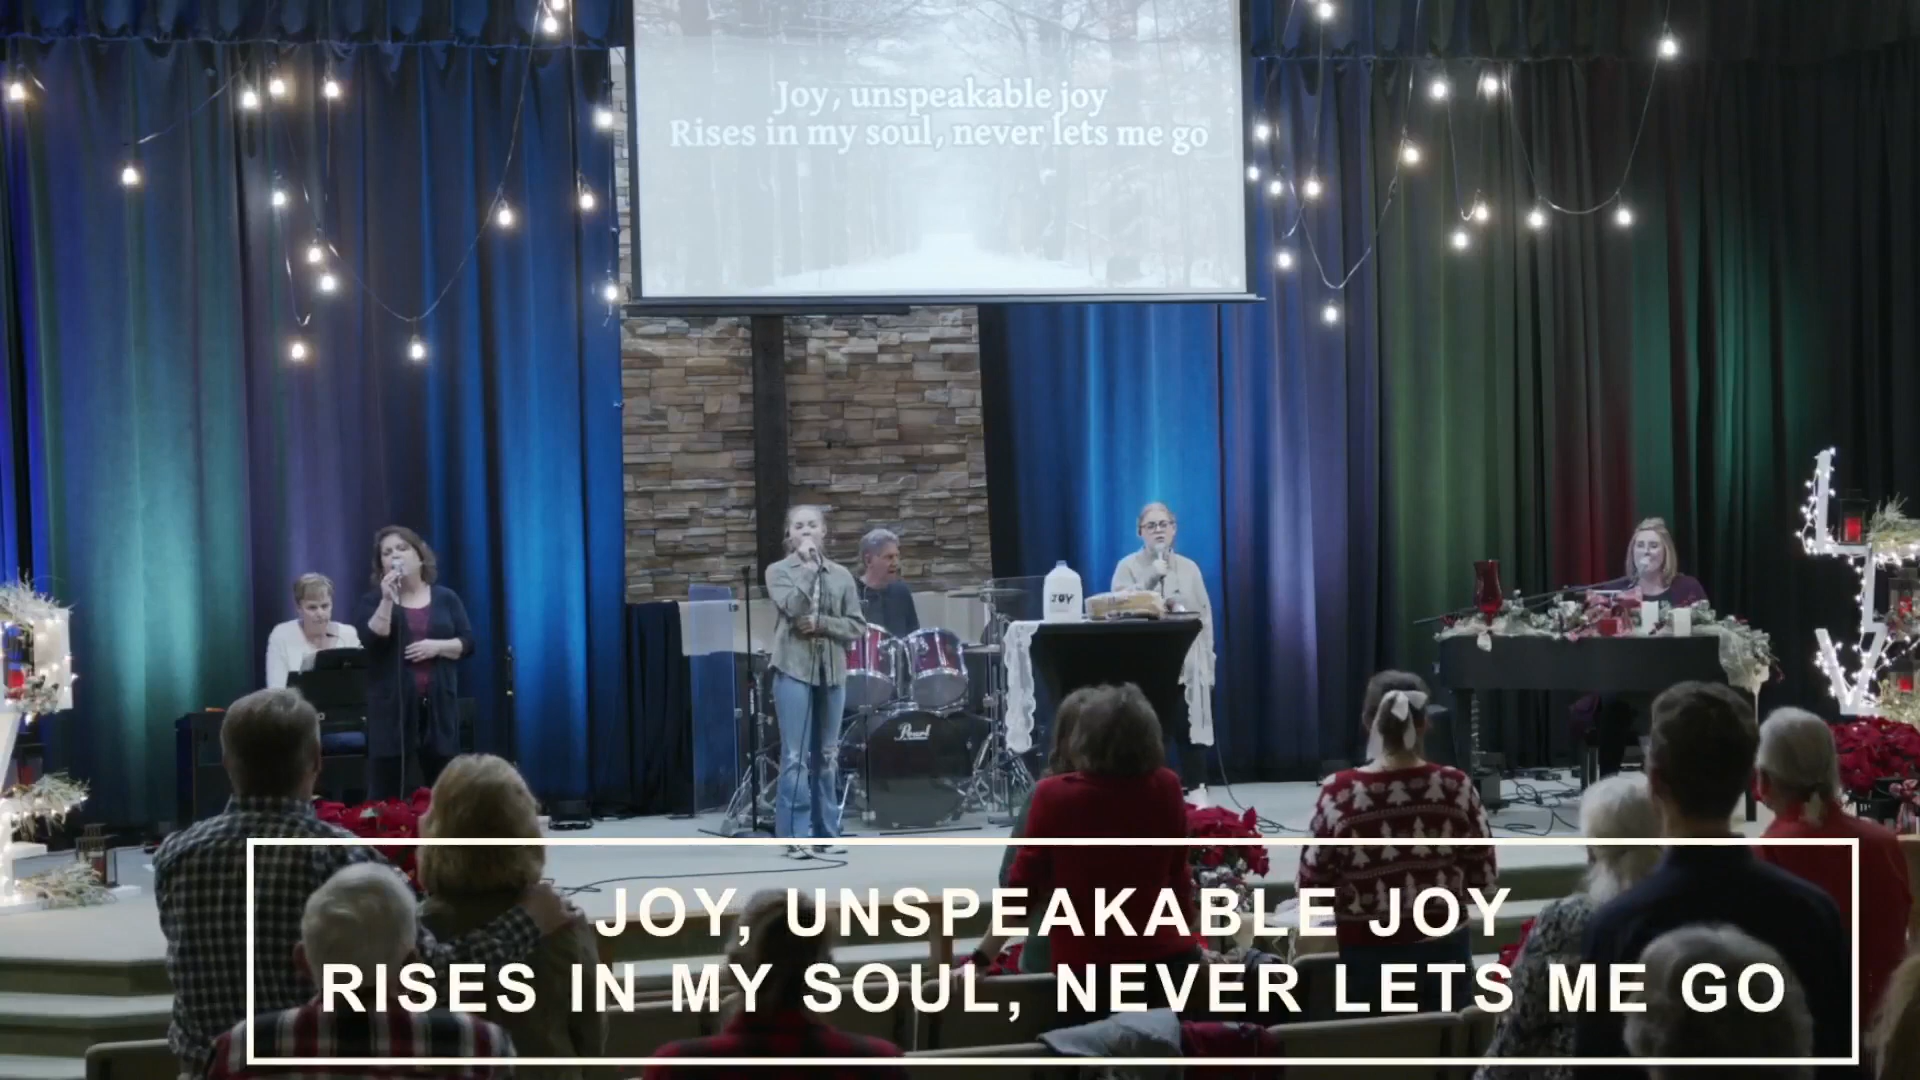 Joy, unspeakable joy
Rises in my soul, never lets me go
JOY
Pearl
JOY, UNSPEAKABLE JOY
RISES IN MY SOUL, NEVER LETS ME GO